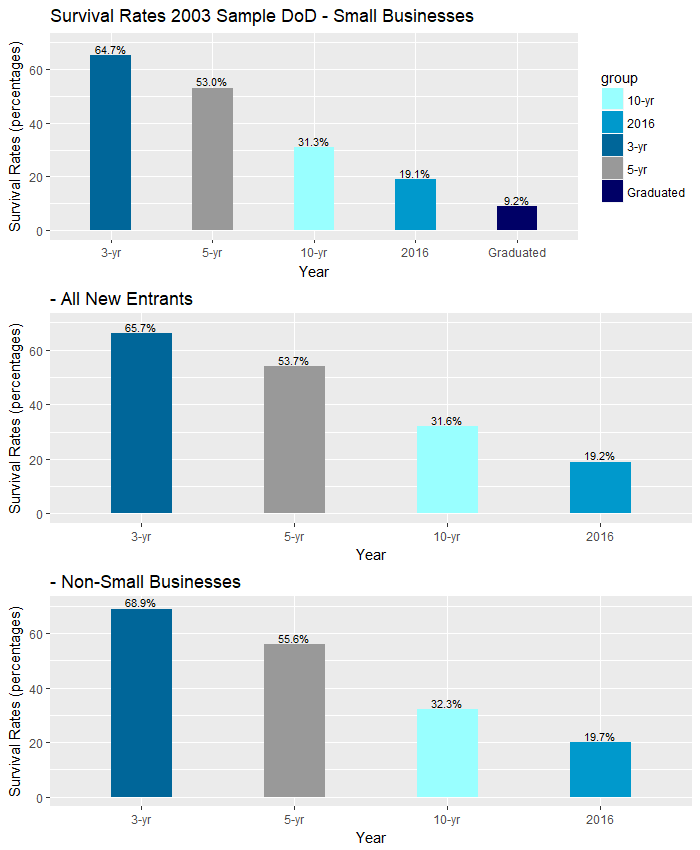 Survival Rates 2003 Sample DoD - Small Businesses
Survival Rates (percentages)
60
40
20
0
64.7%
53.0%
31.3%
19.1%
9.2%
3-yr
5-yr
10-yr
2016
Graduated
Year
group
10-yr
2016
3-yr
5-yr
Graduated
- All New Entrants
Survival Rates (percentages)
60
40
20
0
65.7%
53.7%
31.6%
19.2%
3-yr
5-yr
10-yr
2016
Year
- Non-Small Businesses
Survival Rates (percentages)
60
40
20
0
68.9%
55.6%
32.3%
19.7%
3-yr
5-yr
10-yr
2016
Year